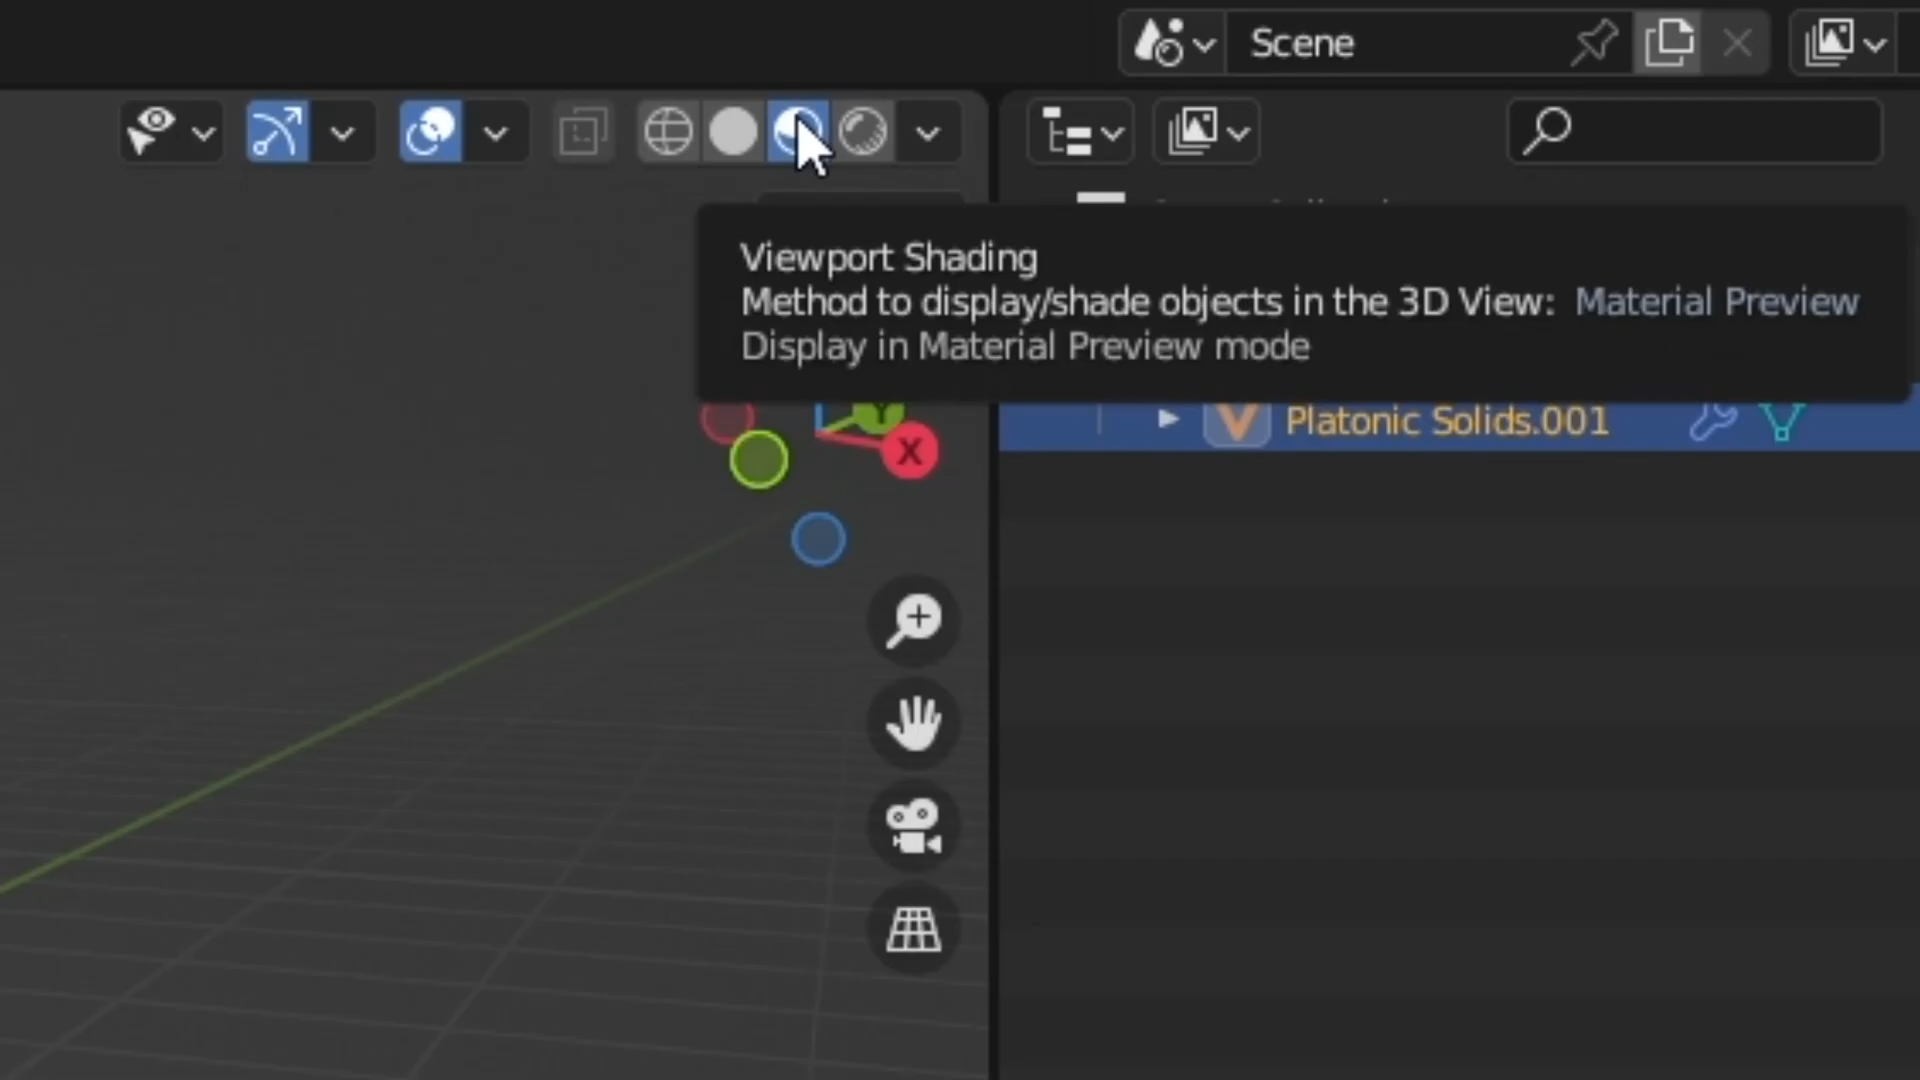 Scene
Viewport Shading
Method to display/shade objects in the 3D View: Material Preview
Display in Material Preview mode
Y
X
Platonic Solids.001